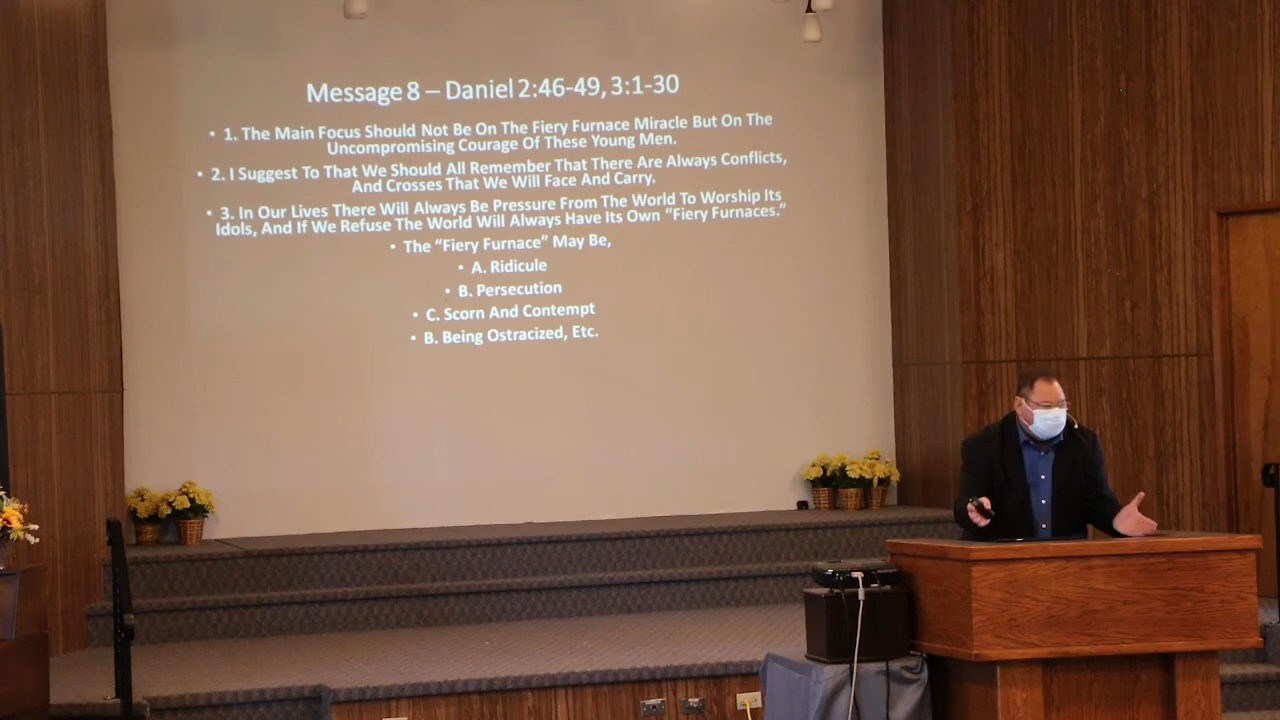 Message 8 – Daniel 2:46-49, 3:1-30
• 1. The Main Focus Should Not Be On The Fiery Furnace Miracle But On The
Uncompromising Courage Of These Young Men.
• 2. I Suggest To That We Should All Remember That There Are Always Conflicts,
And Crosses That We Will Face And Carry.
• 3. In Our Lives There Will Always Be Pressure From The World To Worship Its
Idols, And If We Refuse The World Will Always Have Its Own “Fiery Furnaces.”
• The “Fiery Furnace” May Be,
• A. Ridicule
• B. Persecution
• C. Scorn And Contempt
• B. Being Ostracized, Etc.